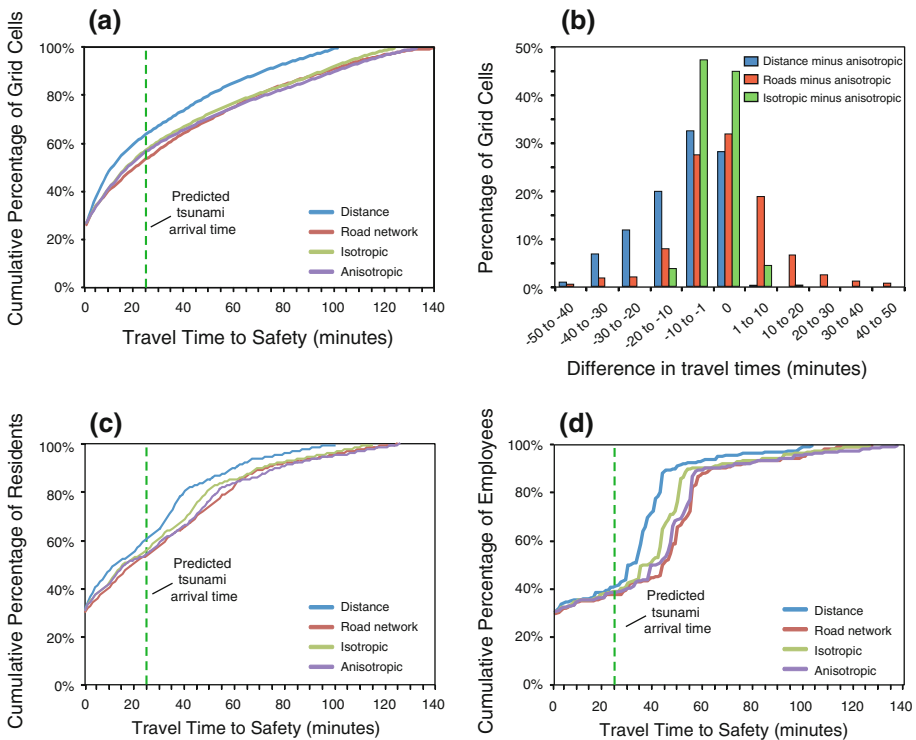 (a)
Cumulative Percentage of Grid Cells
100%
80%
60%
40%
20%
0%
Predicted
tsunami
arrival time
Distance
Road network
Isotropic
Anisotropic
0 20 40 60 80 100 120 140
Travel Time to Safety (minutes)
(b)
Percentage of Grid Cells
50%
40%
30%
20%
10%
0%
Distance minus anisotropic
Roads minus anisotropic
Isotropic minus anisotropic
-50 to -40
-40 to -30
-30 to -20
-20 to -10
-10 to -1
0
1 to 10
10 to 20
20 to 30
30 to 40
40 to 50
Difference in travel times (minutes)
(c)
Cumulative Percentage of Residents
100%
80%
60%
40%
20%
0%
Predicted
tsunami
arrival time
Distance
Road network
Isotropic
Anisotropic
0 20 40 60 80 100 120 140
Travel Time to Safety (minutes)
(d)
Cumulative Percentage of Employees
100%
80%
60%
40%
20%
0%
Predicted
tsunami
arrival time
Distance
Road network
Isotropic
Anisotropic
0 20 40 60 80 100 120 140
Travel Time to Safety (minutes)